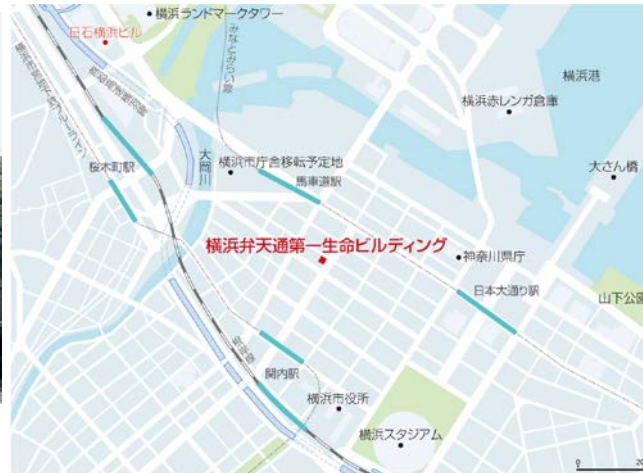 横浜ランドマークタワー
日石横浜ビル
みなとみらい線
横浜港
横浜赤レンガ倉庫
桜木町駅
大岡川
横浜市庁舎移転予定地
馬車道駅
大さん橋
横浜弁天通第一生命ビルディング
神奈川県庁
日本大通り駅
山下公園
根岸線
関内駅
横浜市役所
横浜スタジアム
0